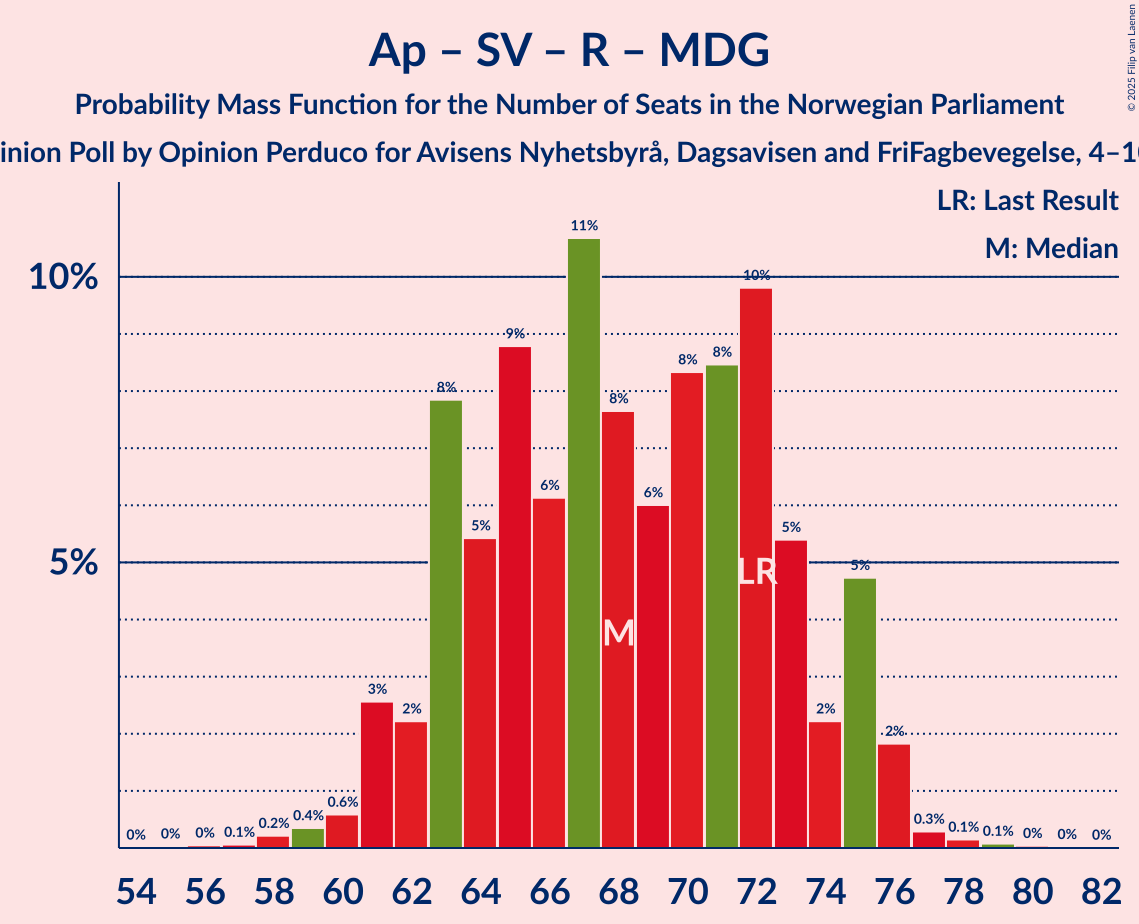 Ap – SV – R – MDG
Probability Mass Function for the Number of Seats in the Norwegian Parliament
inion Poll by Opinion Perduco for Avisens Nyhetsbyrå, Dagsavisen and FriFagbevegelse, 4–10
© 2025 Filip van Laenen
LR: Last Result
M: Median
10%
5%
0% 0% 0% 0.1% 0.2% 0.4% 0.6% 3% 2% 8% 5% 9% 6% 11% 8% 6% 8% 8% 10% 5% 2% 5% 2% 0.3% 0.1% 0.1% 0% 0% 0%
LR
M
54 56 58 60 62 64 66 68 70 72 74 76 78 80 82